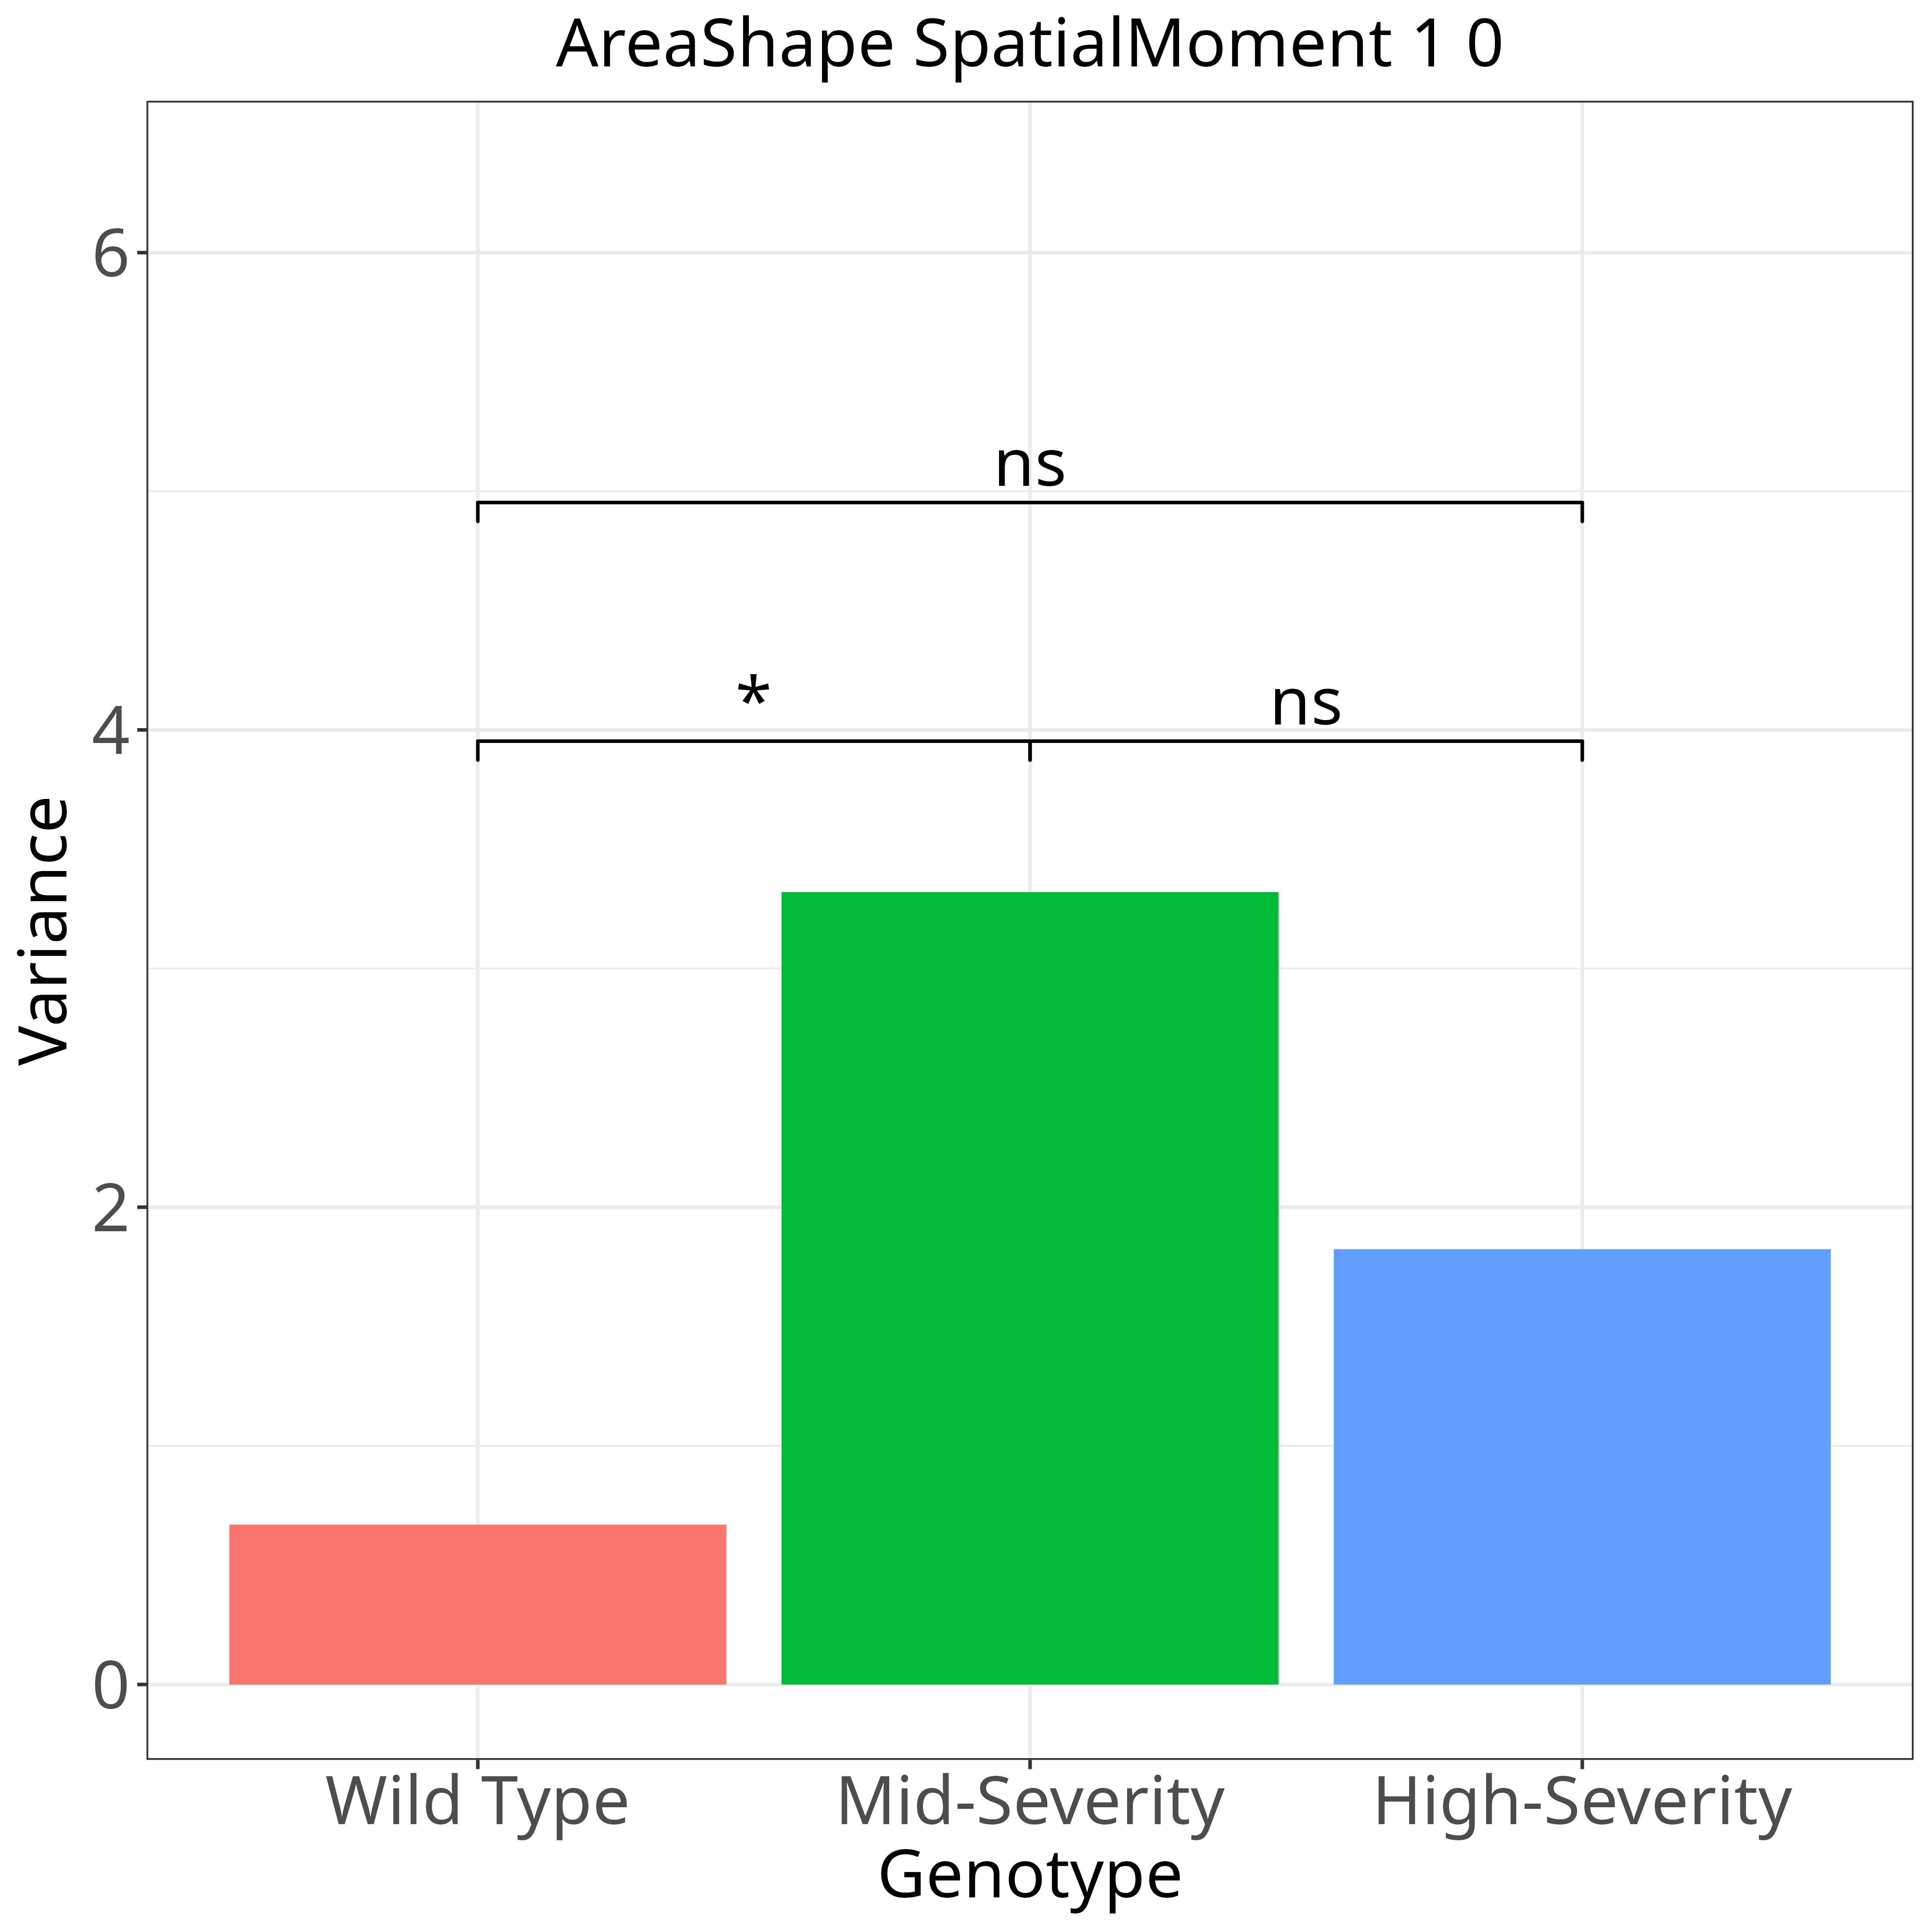 AreaShape SpatialMoment 1 0
6
ns
4
* ns
Variance
2
0
Wild Type Mid-Severity High-Severity
Genotype